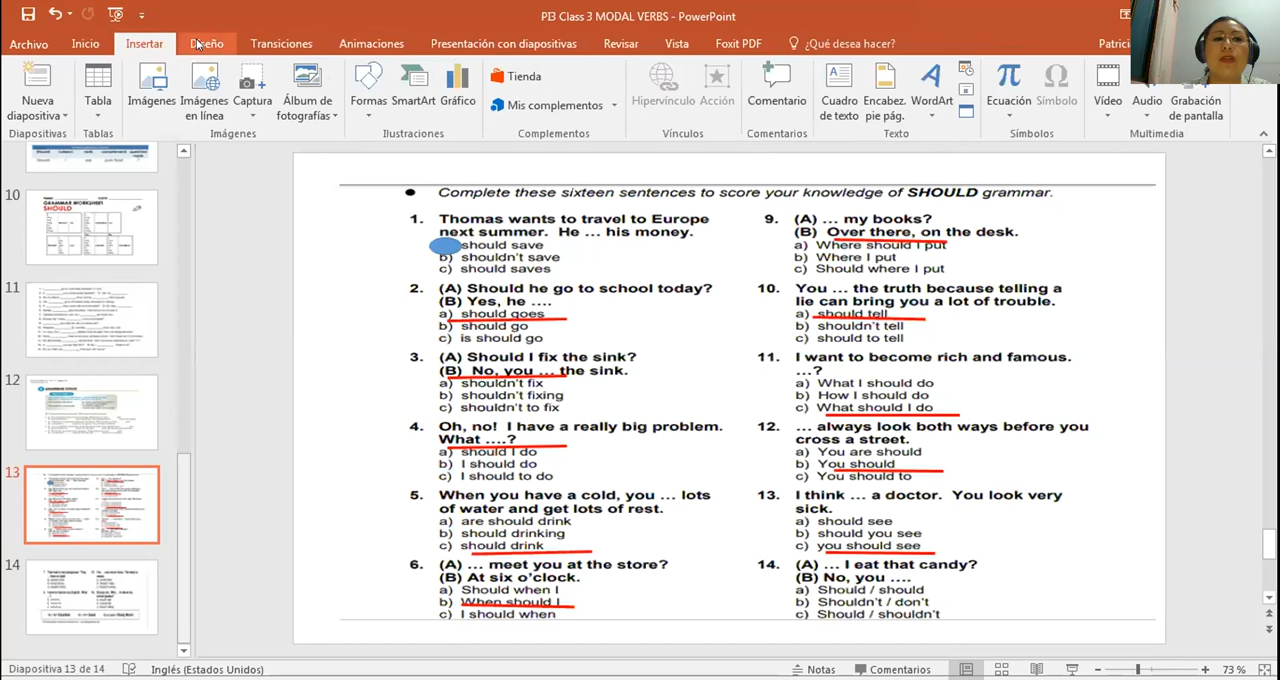 PI3 Class 3 MODAL VERBS - PowerPoint
Archivo Inicio Insertar Diseño Transiciones Animaciones Presentación con diapositivas Revisar Vista Foxit PDF ¿Qué desea hacer? Patricia
Nueva diapositiva
Tabla
Imágenes
Imágenes en línea
Captura
Álbum de fotografías
Formas
SmartArt
Gráfico
Tienda
Mis complementos
Hipervínculo
Acción
Comentario
Cuadro de texto
Encabez. pie pág.
WordArt
Ecuación
Símbolo
Vídeo
Audio
Grabación de pantalla
Diapositivas Tablas Imágenes Ilustraciones Complementos Vínculos Comentarios Texto Símbolos Multimedia
10
GRAMMAR WORKSHEET
SHOULD
11
12
13
14
Complete these sixteen sentences to score your knowledge of SHOULD grammar.
1. Thomas wants to travel to Europe
next summer. He ... his money.
should save
b) shouldn't save
c) should saves
2. (A) Should he go to school today?
(B) Yes, he ....
a) should goes
b) should go
c) is should go
3. (A) Should I fix the sink?
(B) No, you ... the sink.
a) shouldn't fix
b) shouldn't fixing
c) shouldn't to fix
4. Oh, no! I have a really big problem.
What ....?
a) should I do
b) I should do
c) I should to do
5. When you have a cold, you ... lots
of water and get lots of rest.
a) are should drink
b) should drinking
c) should drink
6. (A) ... meet you at the store?
(B) At six o'clock.
a) Should when I
b) When should I
c) I should when
9. (A) ... my books?
(B) Over there, on the desk.
a) Where should I put
b) Where I put
c) Should where I put
10. You ... the truth because telling a
lie can bring you a lot of trouble.
a) should tell
b) shouldn't tell
c) should to tell
11. I want to become rich and famous.
...?
a) What I should do
b) How I should do
c) What should I do
12. ... always look both ways before you
cross a street.
a) You are should
b) You should
c) You should to
13. I think ... a doctor. You look very
sick.
a) should see
b) should you see
c) you should see
14. (A) ... I eat that candy?
(B) No, you ....
a) Should / should
b) Shouldn't / don't
c) Should / shouldn't
Diapositiva 13 de 14 Inglés (Estados Unidos) Notas Comentarios 73 %